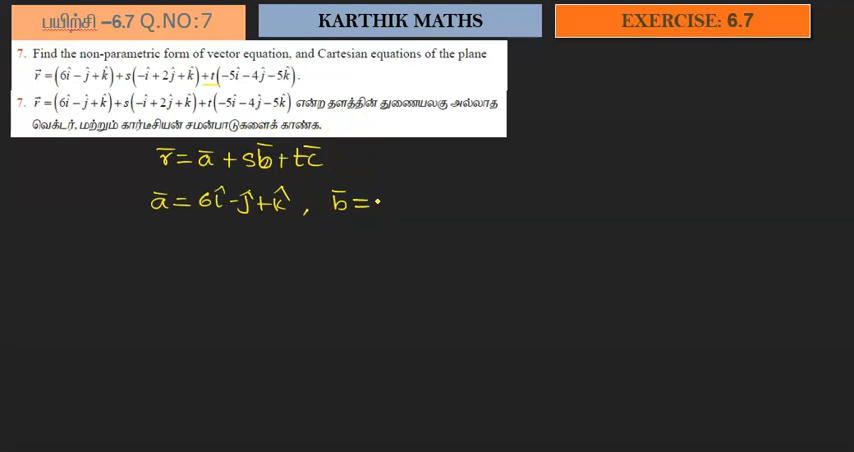 பயிற்சி –6.7 Q.NO:7
KARTHIK MATHS
EXERCISE: 6.7
7. Find the non-parametric form of vector equation, and Cartesian equations of the plane
r⃗ = (6î − ĵ + k̂) + s(−î + 2ĵ + k̂) + t(−5î − 4ĵ − 5k̂).
7. r⃗ = (6î − ĵ + k̂) + s(−î + 2ĵ + k̂) + t(−5î − 4ĵ − 5k̂) என்ற தளத்தின் துணையலகு அல்லாத
வெக்டர், மற்றும் கார்டீசியன் சமன்பாடுகளைக் காண்க.
r̄ = ā + sb̄ + tc̄
ā = 6î − ĵ + k̂ , b̄ =